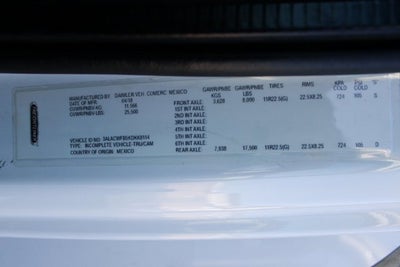 GAWR/PNBE GAWR/PNBE TIRES RIMS KPA PSI
KGS LBS COLD COLD
MANUFACTURED BY DAIMLER VEH. COMERC MEXICO
DATE OF MFR. 04/18 FRONT AXLE: 3,628 8,000 11R22.5(G) 22.5X8.25 724 105 S
GVWR/PNBV-KG: 11,566 1ST INT AXLE:
GVWR/PNBV-LBS: 25,500 2ND INT AXLE:
3RD INT AXLE:
4TH INT AXLE:
VEHICLE ID 5TH INT AXLE:
TYPE: INCOMPLETE VEHICLE-TRU/CAM 6TH INT AXLE:
COUNTRY OF ORIGIN: MEXICO REAR AXLE: 7,938 17,500 11R22.5(G) 22.5X8.25 724 105 D